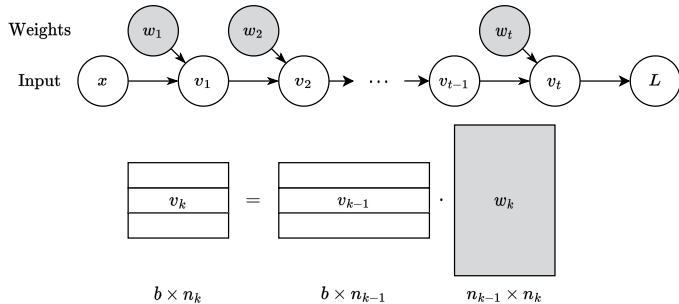 Weights w₁ w₂ wₜ
Input x v₁ v₂ ⋯ vₜ₋₁ vₜ L
vₖ = vₖ₋₁ · wₖ
b × nₖ b × nₖ₋₁ nₖ₋₁ × nₖ